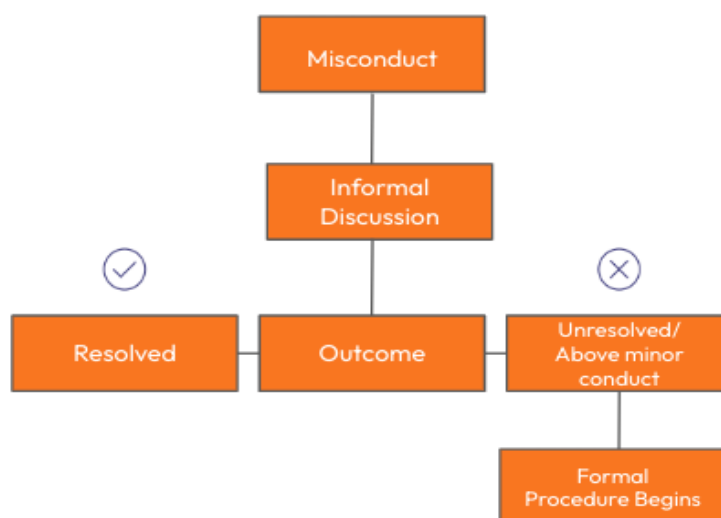 Misconduct
Informal
Discussion
Resolved
Outcome
Unresolved/
Above minor
conduct
Formal
Procedure Begins